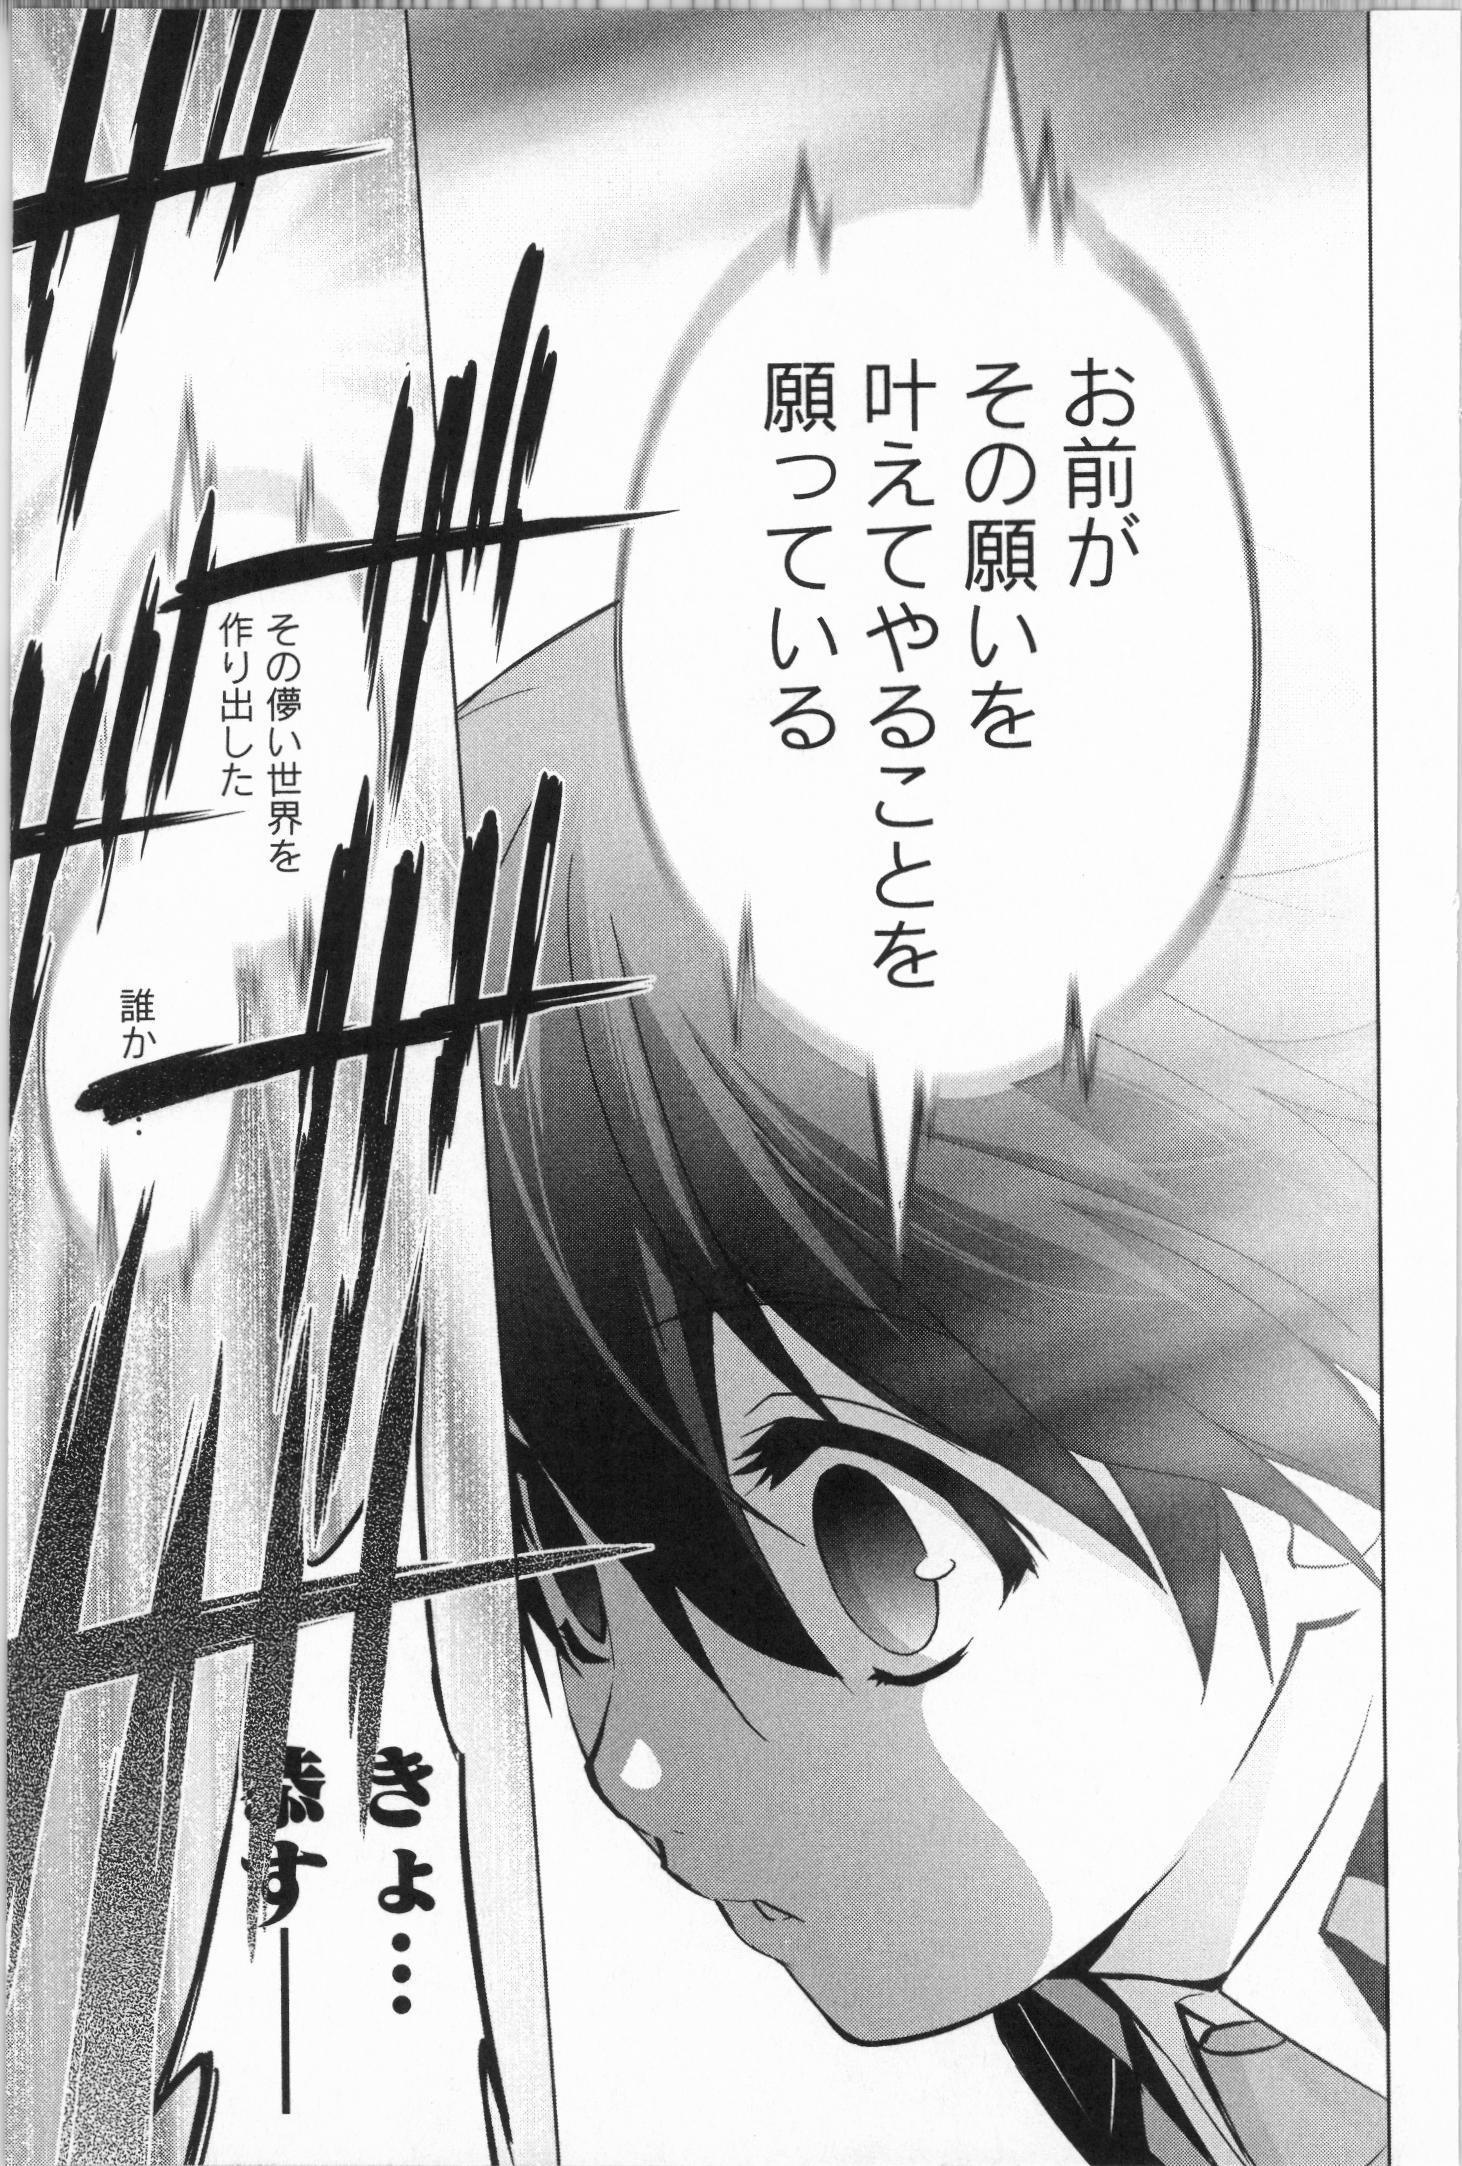 お前が
その願いを
叶えてやることを
願っている
その儚い世界を
作り出した
誰か…
きょ…
恭す──